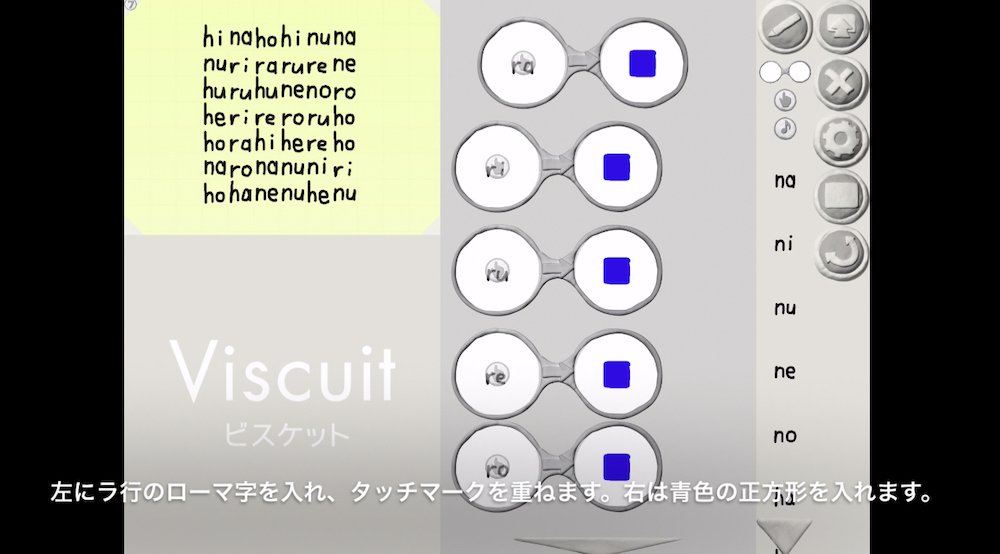 ⑦
hinahohinuna
nurirarurene
huruhunenoro
heririreroruho
horahihereho
naronanuniri
hohanenuhenu
Viscuit
ビスケット
ra
ri
ru
re
ro
na
ni
nu
ne
no
ha
左にラ行のローマ字を入れ、タッチマークを重ねます。右は青色の正方形を入れます。